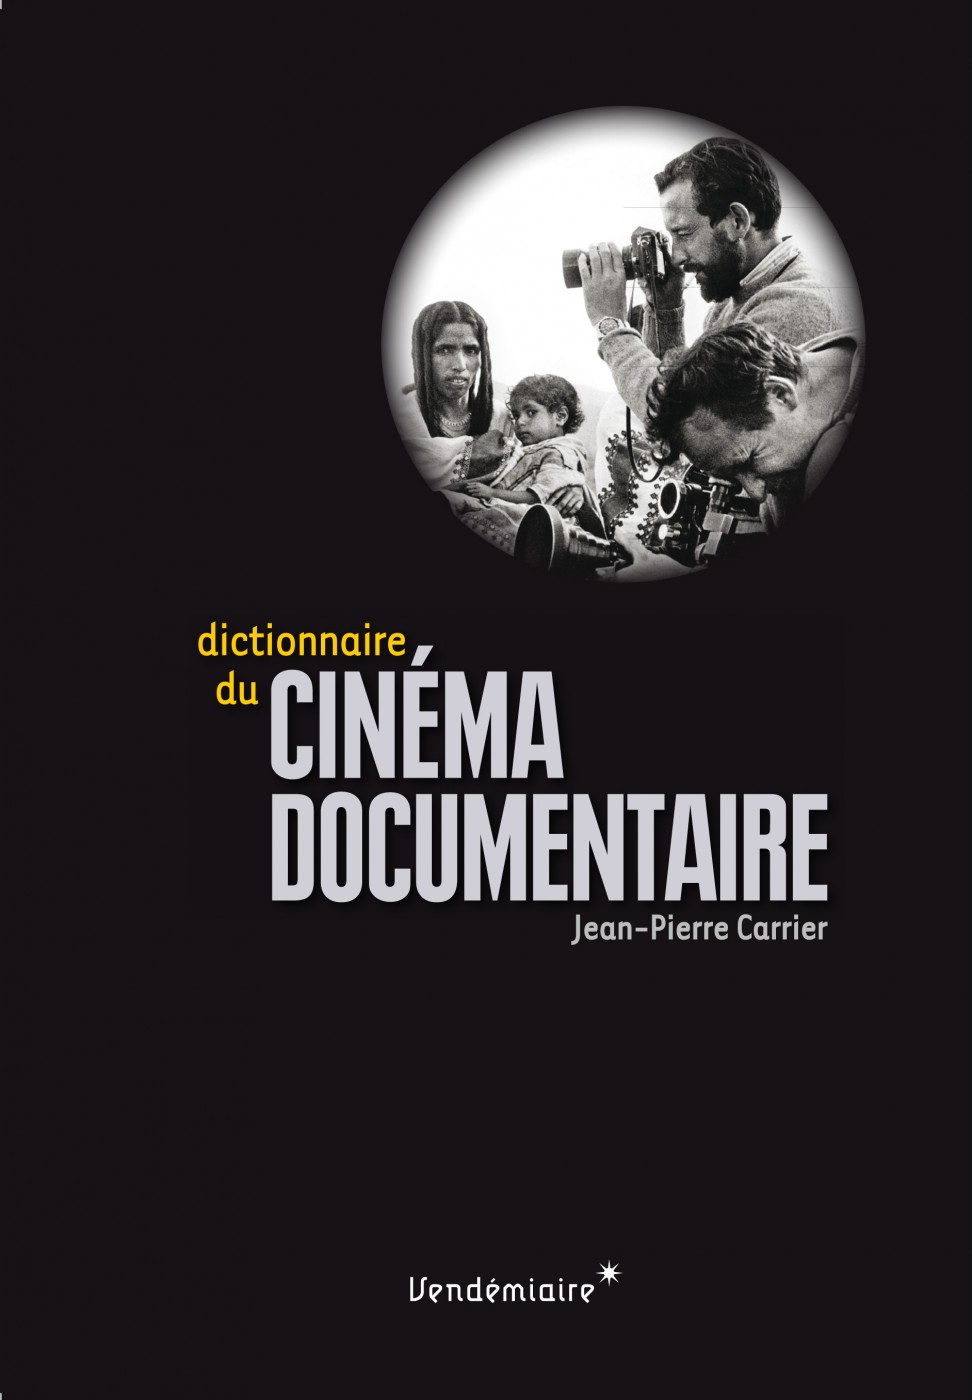 dictionnaire
du CINÉMA
DOCUMENTAIRE
Jean-Pierre Carrier
Vendémiaire